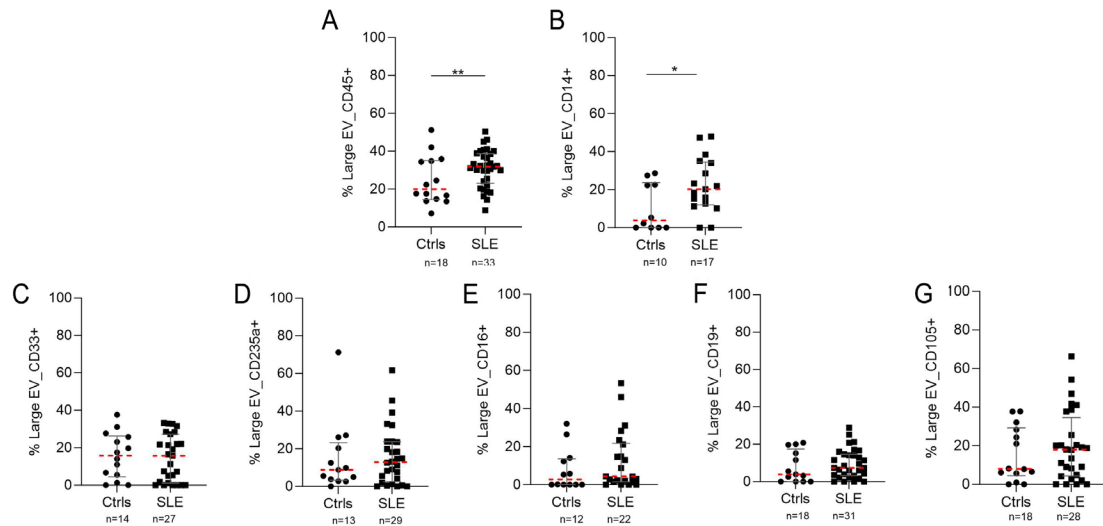 A
% Large EV_CD45+
100
80
60
40
20
0
**
Ctrls SLE
n=18 n=33
B
% Large EV_CD14+
100
80
60
40
20
0
*
Ctrls SLE
n=10 n=17
C
% Large EV_CD33+
100
80
60
40
20
0
Ctrls SLE
n=14 n=27
D
% Large EV_CD235a+
100
80
60
40
20
0
Ctrls SLE
n=13 n=29
E
% Large EV_CD16+
100
80
60
40
20
0
Ctrls SLE
n=12 n=22
F
% Large EV_CD19+
100
80
60
40
20
0
Ctrls SLE
n=18 n=31
G
% Large EV_CD105+
100
80
60
40
20
0
Ctrls SLE
n=18 n=28